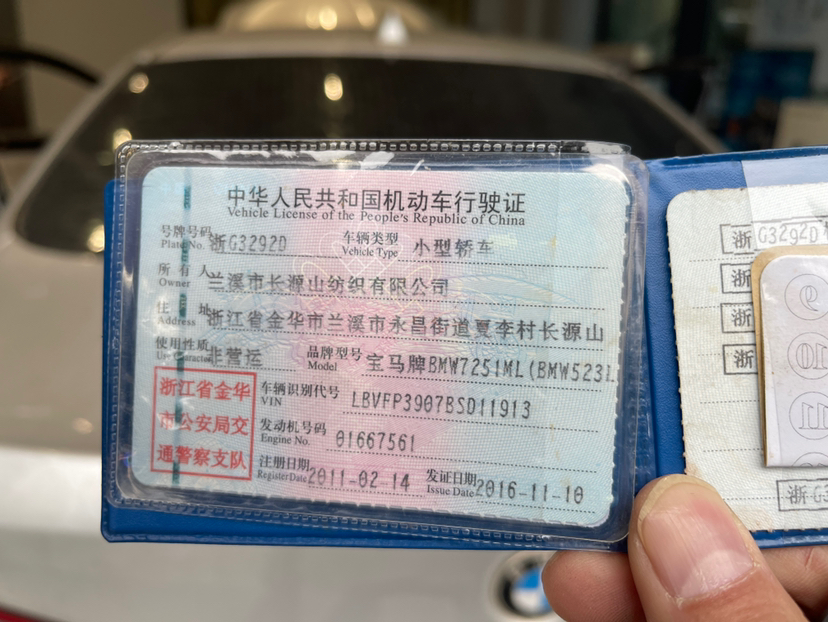 中华人民共和国机动车行驶证
Vehicle License of the People's Republic of China
号牌号码 浙G3292D 车辆类型 小型轿车
Plate No. Vehicle Type
所有人 兰溪市长源山纺织有限公司
Owner
住址 浙江省金华市兰溪市永昌街道夏李村长源山
Address
使用性质 非营运 品牌型号 宝马牌BMW7251ML(BMW523L
Use Character Model
浙江省金华
市公安局交
通警察支队
车辆识别代号 LBVFP3907BSD11913
VIN
发动机号码 01667561
Engine No.
注册日期 2011-02-14 发证日期 2016-11-10
Register Date Issue Date
浙G3292D
浙
浙
浙
9
10
11
浙G3